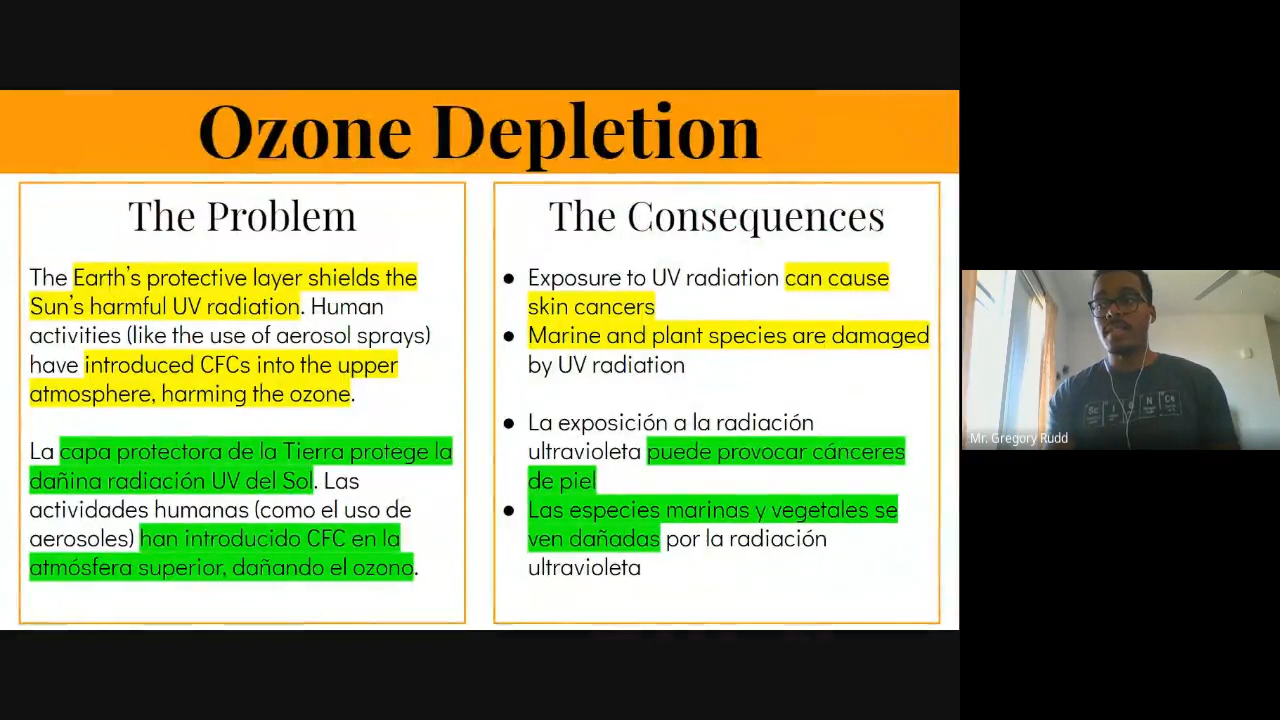 Ozone Depletion
The Problem
The Earth's protective layer shields the
Sun's harmful UV radiation. Human
activities (like the use of aerosol sprays)
have introduced CFCs into the upper
atmosphere, harming the ozone.
La capa protectora de la Tierra protege la
dañina radiación UV del Sol. Las
actividades humanas (como el uso de
aerosoles) han introducido CFC en la
atmósfera superior, dañando el ozono.
The Consequences
● Exposure to UV radiation can cause
skin cancers
● Marine and plant species are damaged
by UV radiation
● La exposición a la radiación
ultravioleta puede provocar cánceres
de piel
● Las especies marinas y vegetales se
ven dañadas por la radiación
ultravioleta
Sc I N Ce
Mr. Gregory Rudd